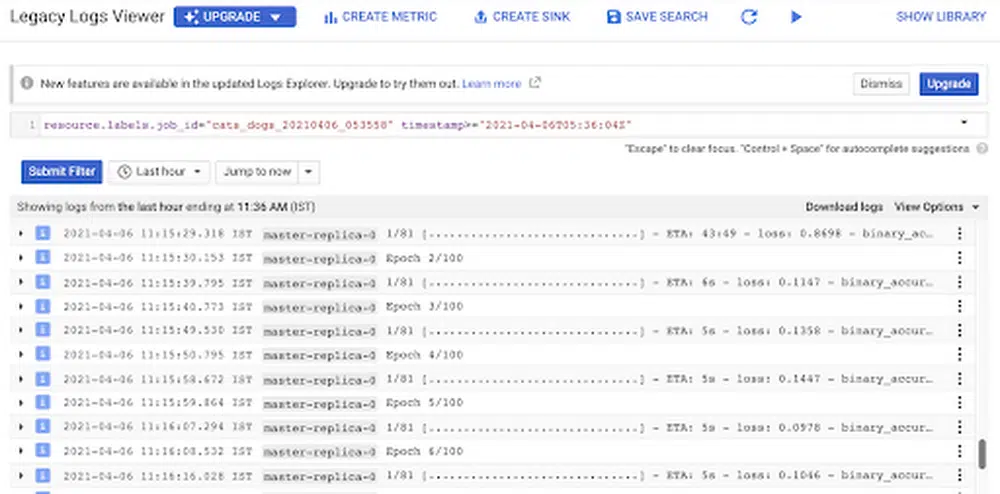 Legacy Logs Viewer UPGRADE CREATE METRIC CREATE SINK SAVE SEARCH SHOW LIBRARY
New features are available in the updated Logs Explorer. Upgrade to try them out. Learn more Dismiss Upgrade
1 resource.labels.job_id="cats_dogs_20210406_053558" timestamp>="2021-04-06T05:36:04Z"
"Escape" to clear focus. "Control + Space" for autocomplete suggestions
Submit Filter Last hour Jump to now
Showing logs from the last hour ending at 11:36 AM (IST) Download logs View Options
2021-04-06 11:15:29.318 IST master-replica-0 1/81 [..............................] - ETA: 43:49 - loss: 0.8698 - binary_ac…
2021-04-06 11:15:30.153 IST master-replica-0 Epoch 2/100
2021-04-06 11:15:39.795 IST master-replica-0 1/81 [..............................] - ETA: 6s - loss: 0.1147 - binary_accur…
2021-04-06 11:15:40.773 IST master-replica-0 Epoch 3/100
2021-04-06 11:15:49.530 IST master-replica-0 1/81 [..............................] - ETA: 5s - loss: 0.1358 - binary_accur…
2021-04-06 11:15:50.795 IST master-replica-0 Epoch 4/100
2021-04-06 11:15:58.672 IST master-replica-0 1/81 [..............................] - ETA: 5s - loss: 0.1447 - binary_accur…
2021-04-06 11:15:59.864 IST master-replica-0 Epoch 5/100
2021-04-06 11:16:07.294 IST master-replica-0 1/81 [..............................] - ETA: 5s - loss: 0.0978 - binary_accur…
2021-04-06 11:16:08.532 IST master-replica-0 Epoch 6/100
2021-04-06 11:16:16.028 IST master-replica-0 1/81 [..............................] - ETA: 5s - loss: 0.1046 - binary_accur…